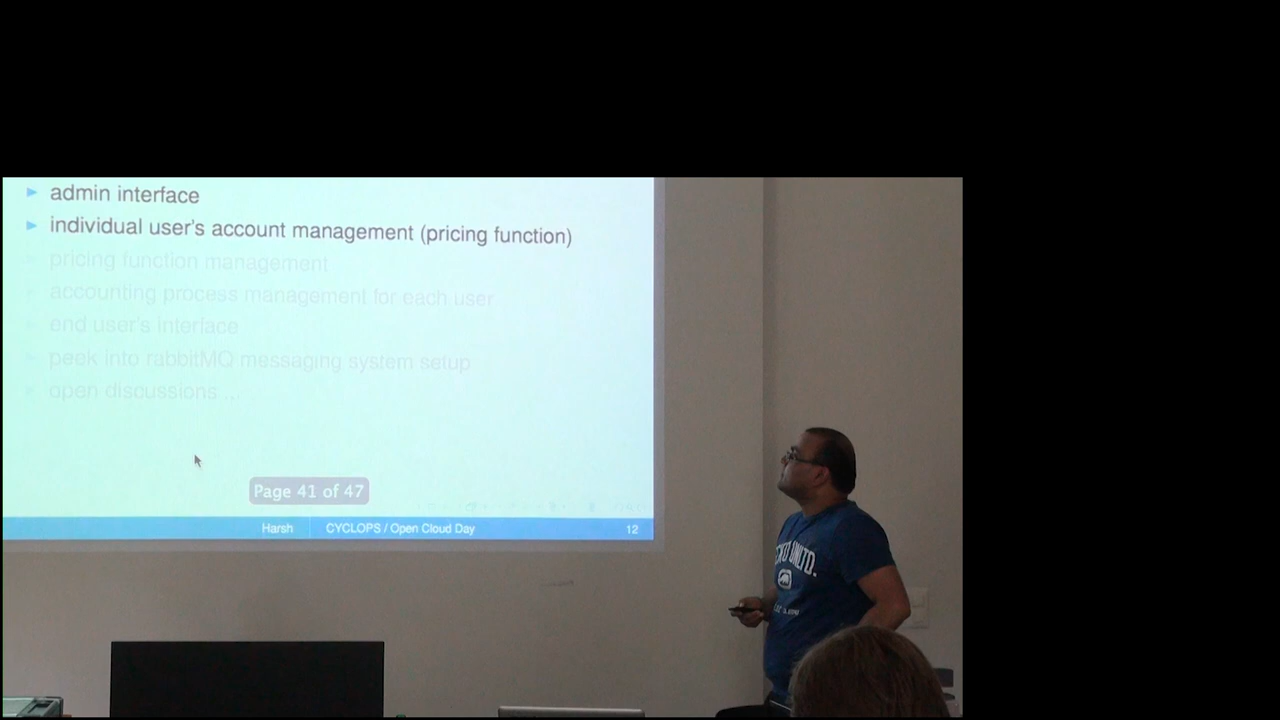 admin interface
individual user's account management (pricing function)
pricing function management
accounting process management for each user
end user's interface
peek into rabbitMQ messaging system setup
open discussions ...
Page 41 of 47
Harsh
CYCLOPS / Open Cloud Day
12
UNLTD.